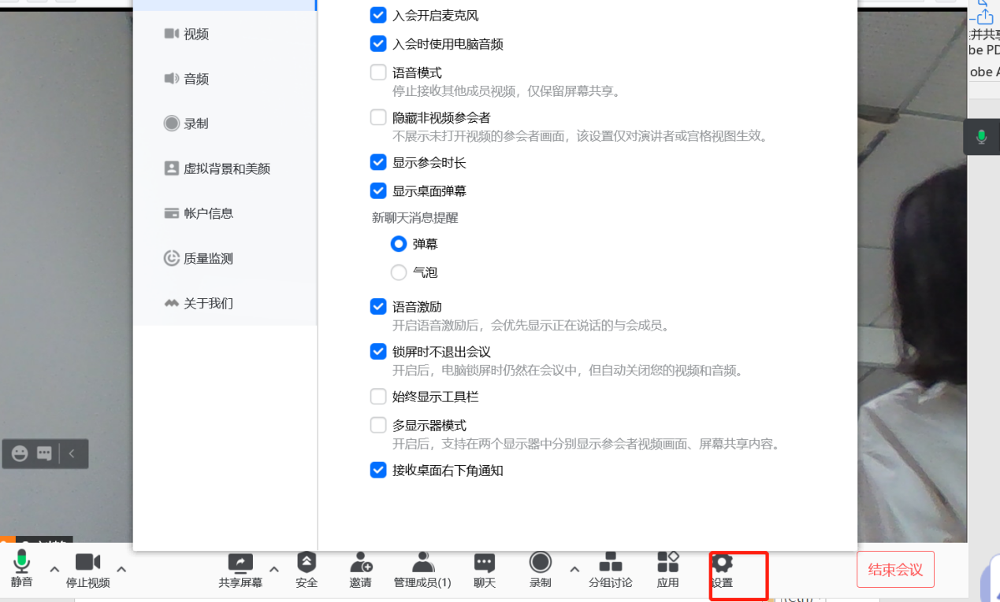 入会开启麦克风
视频
入会时使用电脑音频
并共享
be PD
音频
语音模式
obe A
停止接收其他成员视频，仅保留屏幕共享。
录制
隐藏非视频参会者
不展示未打开视频的参会者画面，该设置仅对演讲者或宫格视图生效。
虚拟背景和美颜
显示参会时长
显示桌面弹幕
帐户信息
新聊天消息提醒
弹幕
质量监测
气泡
关于我们
语音激励
开启语音激励后，会优先显示正在说话的与会成员。
锁屏时不退出会议
开启后，电脑锁屏时仍然在会议中，但自动关闭您的视频和音频。
始终显示工具栏
多显示器模式
开启后，支持在两个显示器中分别显示参会者视频画面、屏幕共享内容。
接收桌面右下角通知
静音
停止视频
共享屏幕
安全
邀请
管理成员(1)
聊天
录制
分组讨论
应用
设置
结束会议